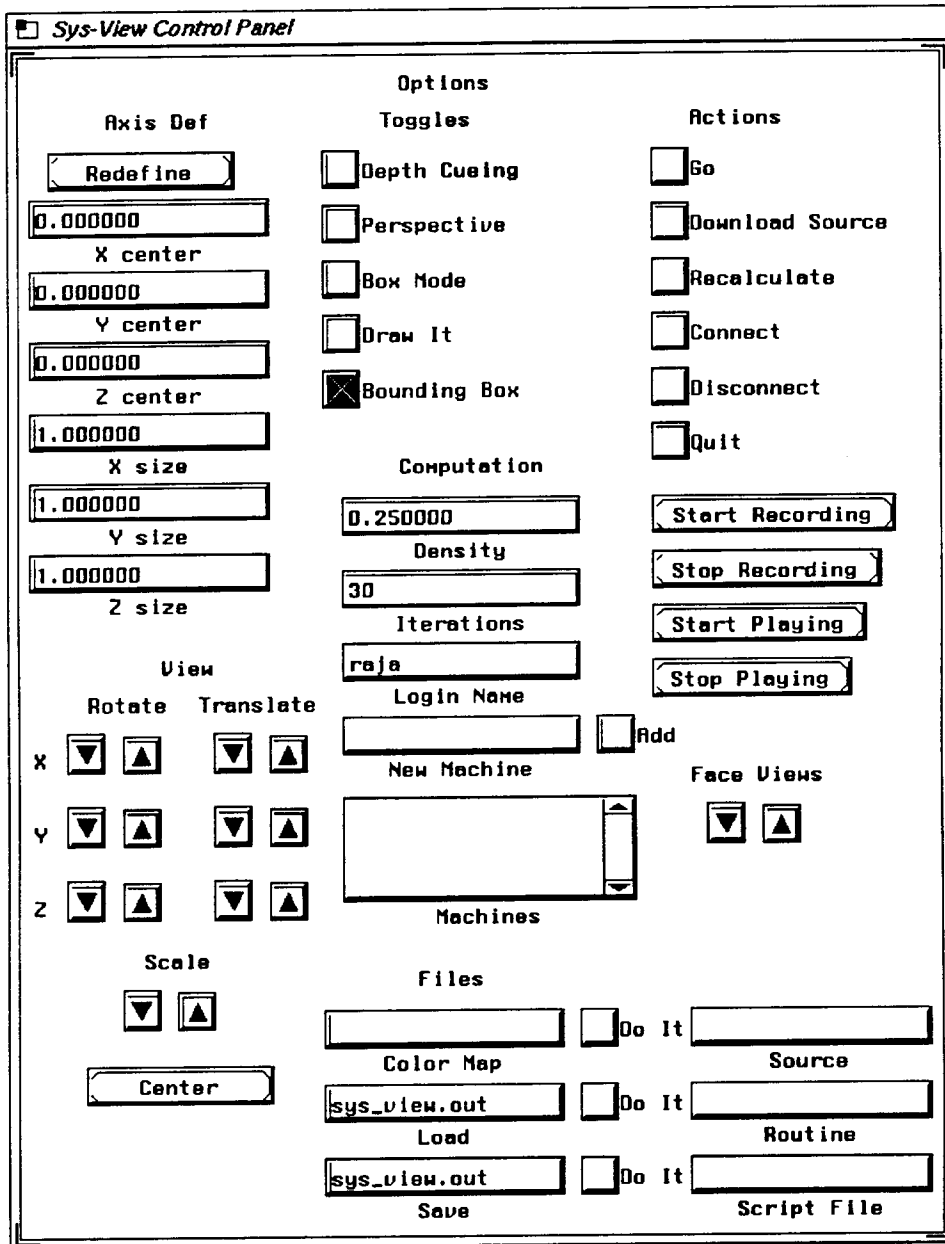 Sys-View Control Panel
Options
Axis Def
Toggles
Actions
Redefine
0.000000
X center
0.000000
Y center
0.000000
Z center
1.000000
X size
1.000000
Y size
1.000000
Z size
Depth Cueing
Perspective
Box Mode
Draw It
Bounding Box
Go
Download Source
Recalculate
Connect
Disconnect
Quit
Computation
0.250000
Density
30
Iterations
raja
Login Name
New Machine
Add
Machines
Start Recording
Stop Recording
Start Playing
Stop Playing
Face Views
View
Rotate Translate
X
Y
Z
Scale
Center
Files
Do It
Color Map
Source
sys_view.out Do It
Load
Routine
sys_view.out Do It
Save
Script File